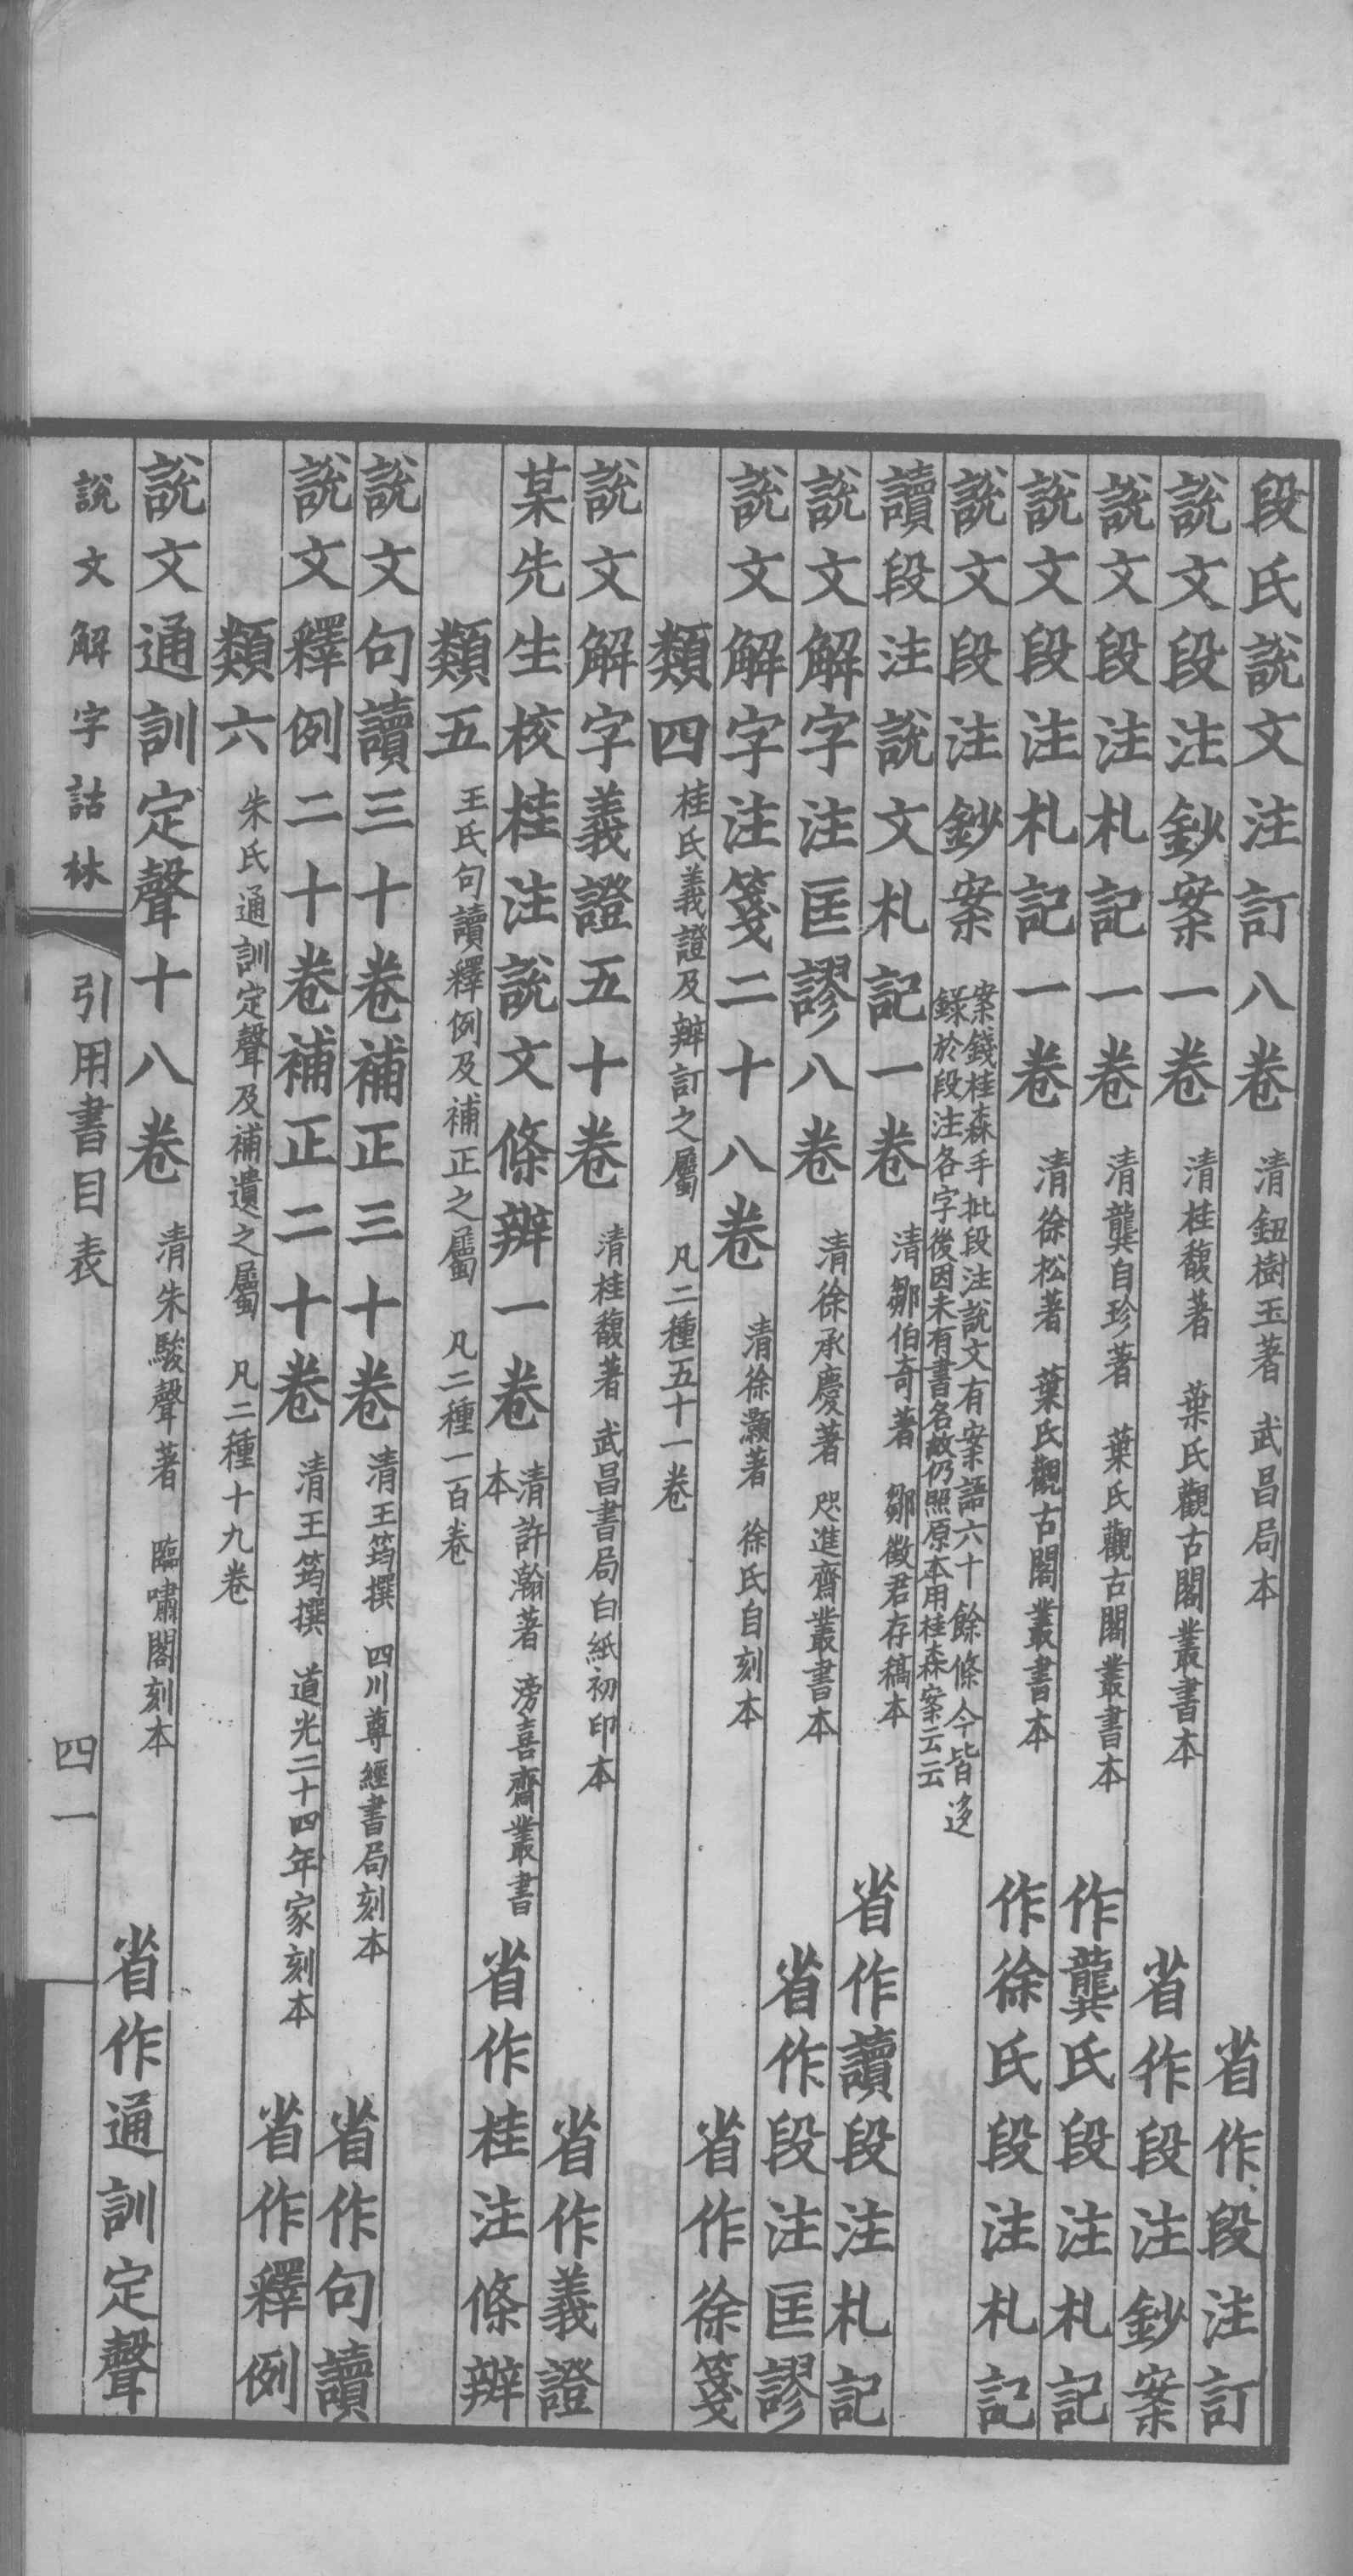 段氏說文注訂八卷 清鈕樹玉著 武昌局本 省作段注訂
說文段注鈔案一卷 清桂馥著 葉氏觀古閣叢書本 省作段注鈔案
說文段注札記一卷 清龔自珍著 葉氏觀古閣叢書本 作龔氏段注札記
說文段注札記一卷 清徐松著 葉氏觀古閣叢書本 作徐氏段注札記
說文段注鈔案 案錢桂森手批段注說文有案語六十餘條今皆迻
錄於段注各字後因未有書名故仍照原本用桂森案云云
讀段注說文札記一卷 清鄒伯奇著 鄒徵君存稿本 省作讀段注札記
說文解字注匡謬八卷 清徐承慶著 咫進齋叢書本 省作段注匡謬
說文解字注箋二十八卷 清徐灝著 徐氏自刻本 省作徐箋
類四 桂氏義證及辨訂之屬 凡二種五十一卷
說文解字義證五十卷 清桂馥著 武昌書局白紙初印本 省作義證
某先生校桂注說文條辨一卷 清許瀚著 滂喜齋叢書
本 省作桂注條辨
類五 王氏句讀釋例及補正之屬 凡二種一百卷
說文句讀三十卷補正三十卷 清王筠撰 四川尊經書局刻本 省作句讀
說文釋例二十卷補正二十卷 清王筠撰 道光二十四年家刻本 省作釋例
類六 朱氏通訓定聲及補遺之屬 凡二種十九卷
說文通訓定聲十八卷 清朱駿聲著 臨嘯閣刻本 省作通訓定聲
說文解字詁林 引用書目表 四一